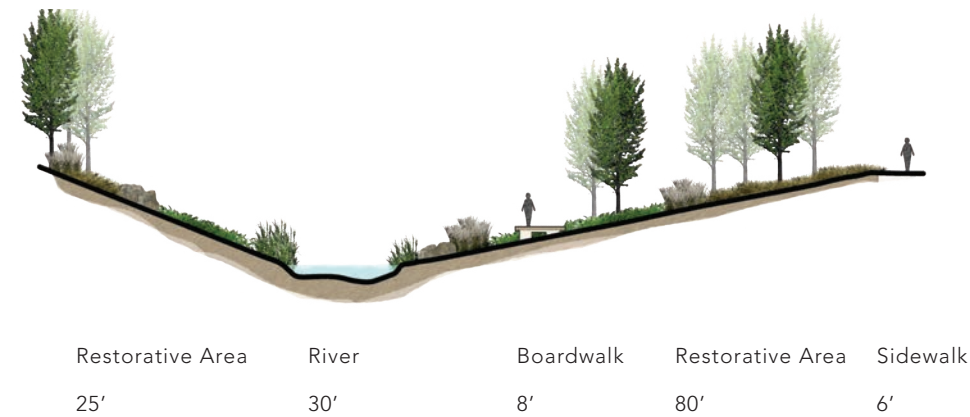 Restorative Area River Boardwalk Restorative Area Sidewalk
25’ 30’ 8’ 80’ 6’